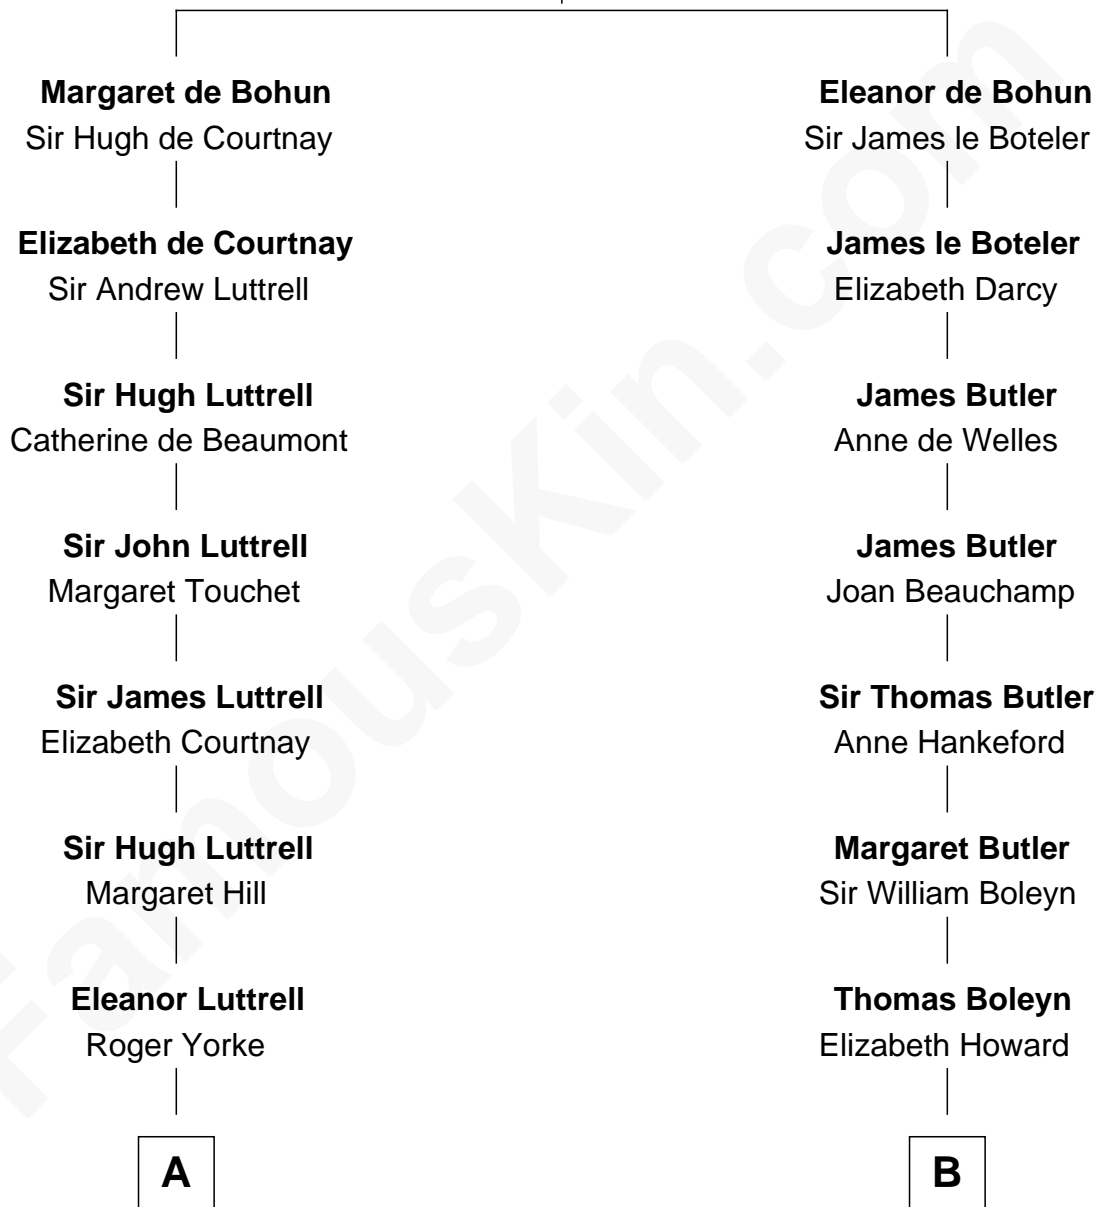 Margaret de Bohun
Sir Hugh de Courtnay
Elizabeth de Courtnay
Sir Andrew Luttrell
Sir Hugh Luttrell
Catherine de Beaumont
Sir John Luttrell
Margaret Touchet
Sir James Luttrell
Elizabeth Courtnay
Sir Hugh Luttrell
Margaret Hill
Eleanor Luttrell
Roger Yorke
A
Eleanor de Bohun
Sir James le Boteler
James le Boteler
Elizabeth Darcy
James Butler
Anne de Welles
James Butler
Joan Beauchamp
Sir Thomas Butler
Anne Hankeford
Margaret Butler
Sir William Boleyn
Thomas Boleyn
Elizabeth Howard
B
FamousKin.com